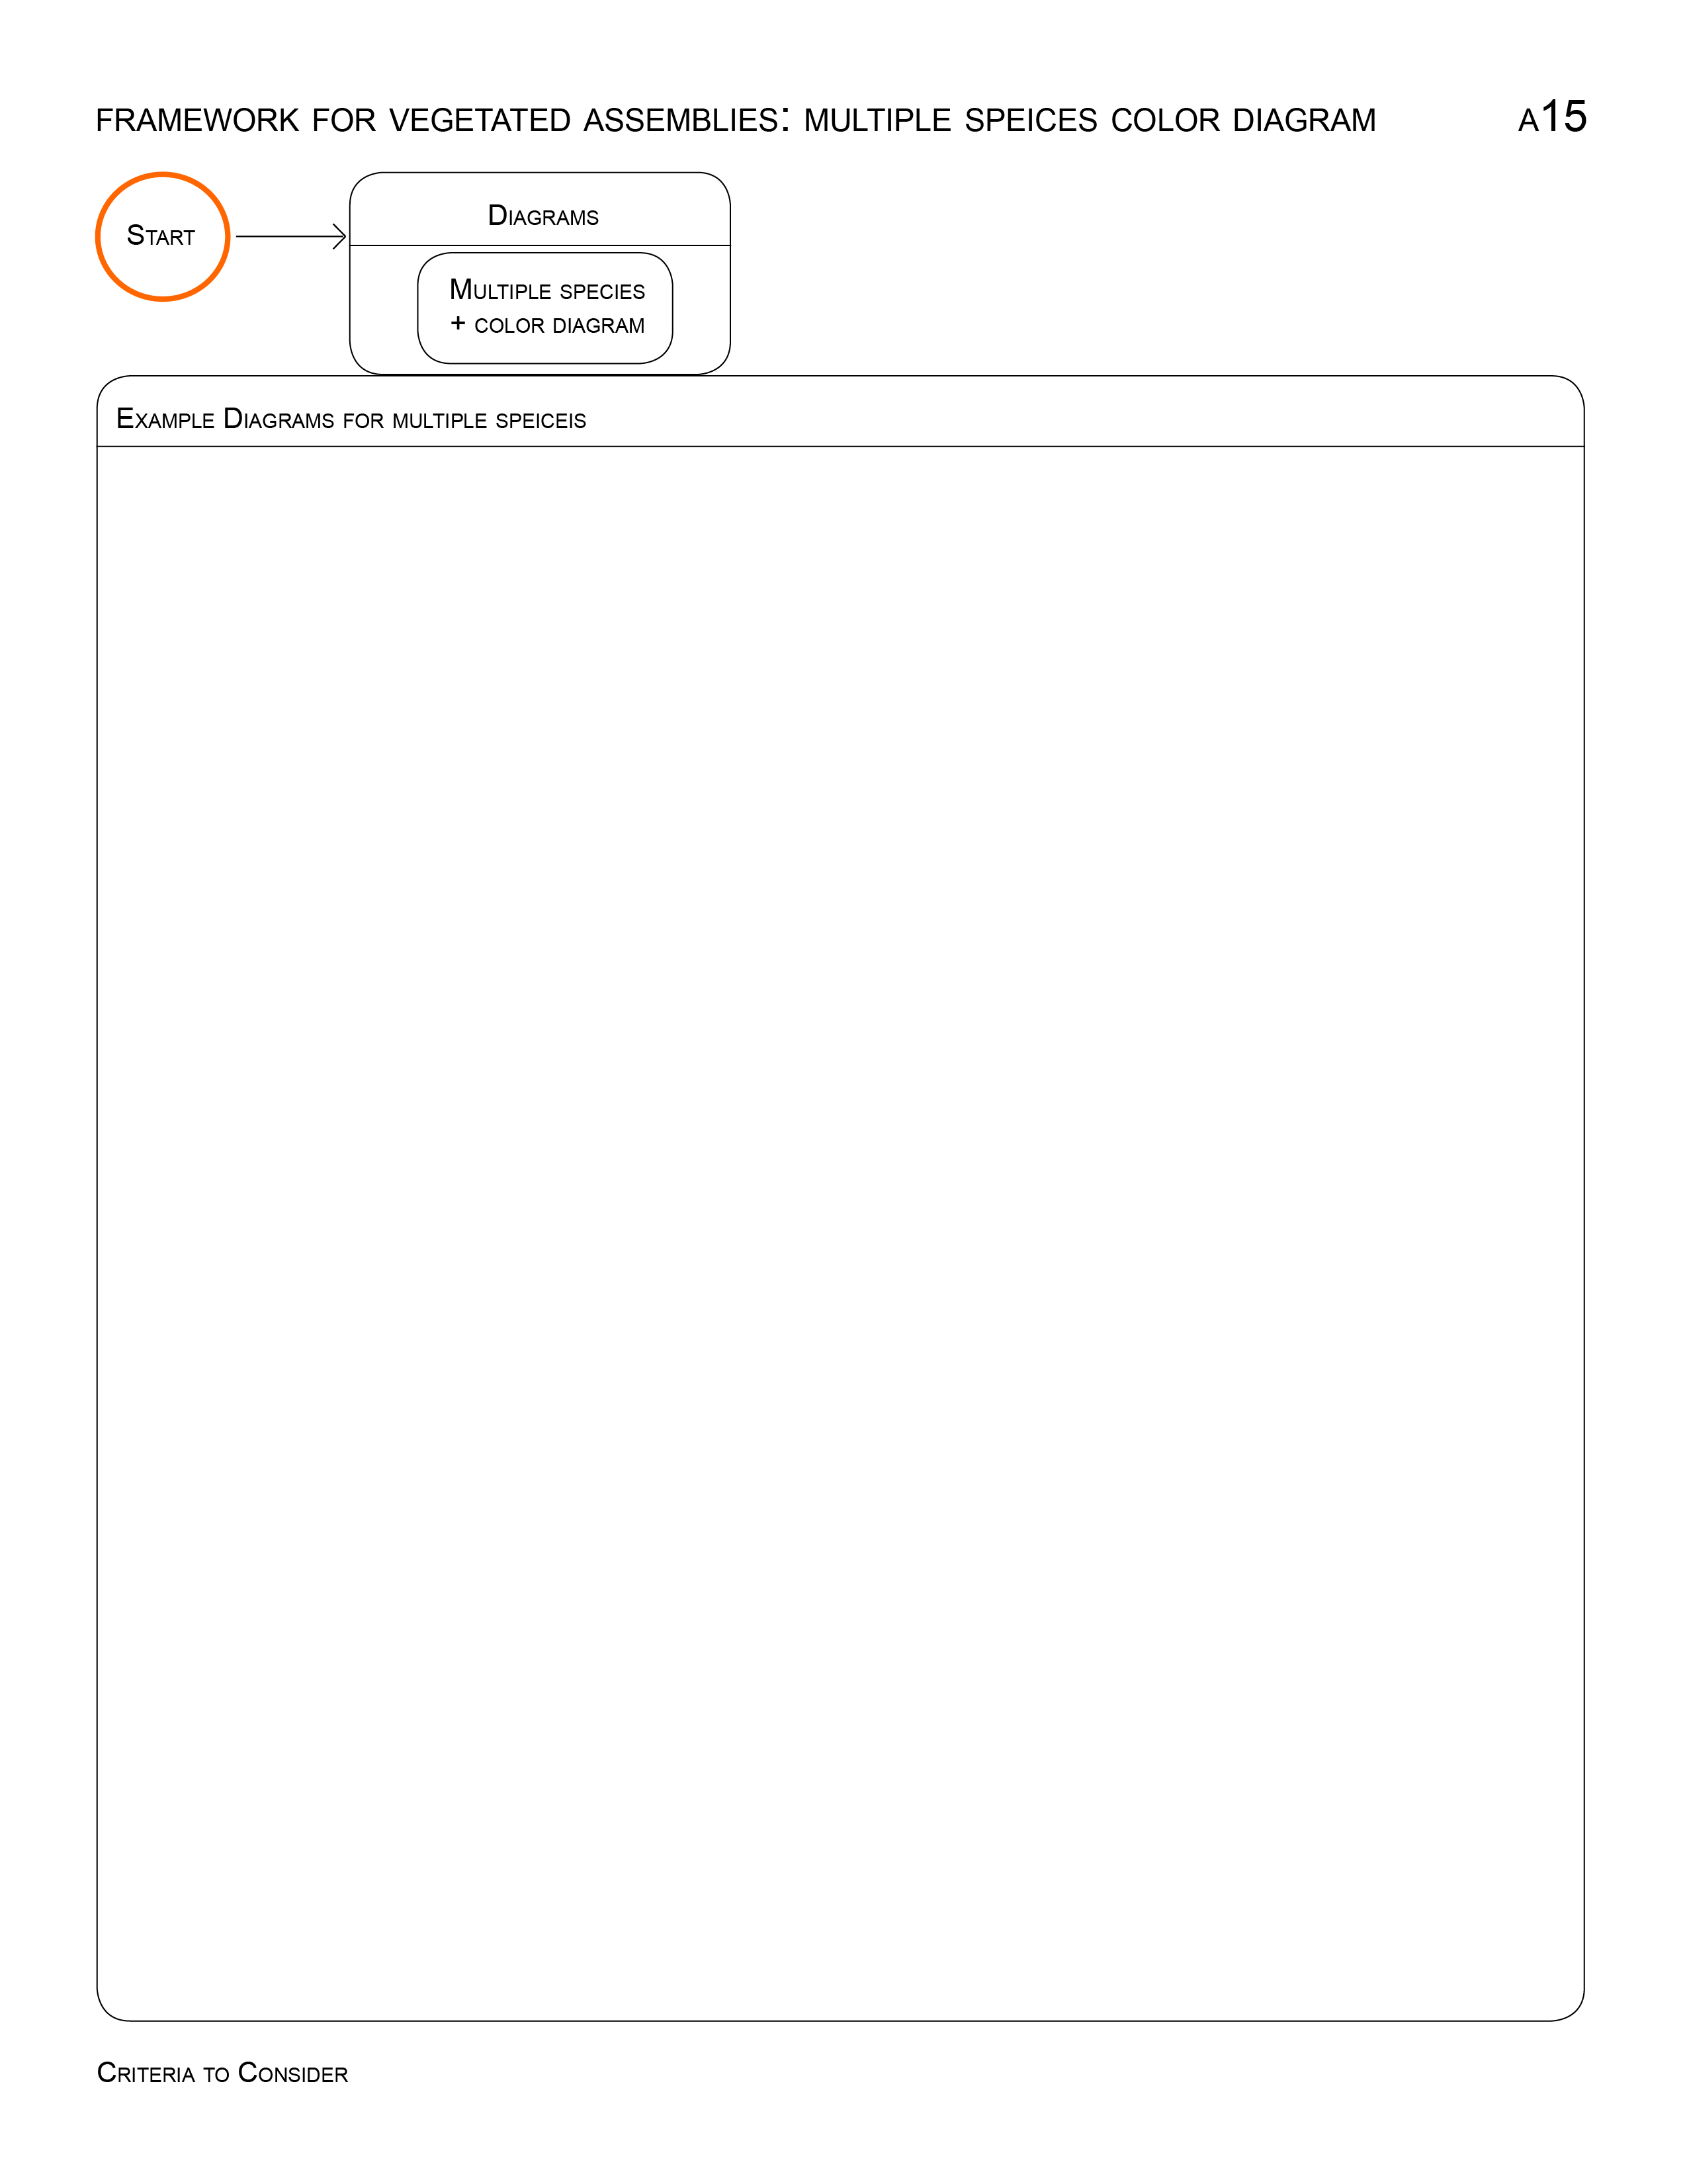 FRAMEWORK FOR VEGETATED ASSEMBLIES: MULTIPLE SPEICES COLOR DIAGRAM A15
START
DIAGRAMS
MULTIPLE SPECIES
+ COLOR DIAGRAM
EXAMPLE DIAGRAMS FOR MULTIPLE SPEICEIS
CRITERIA TO CONSIDER